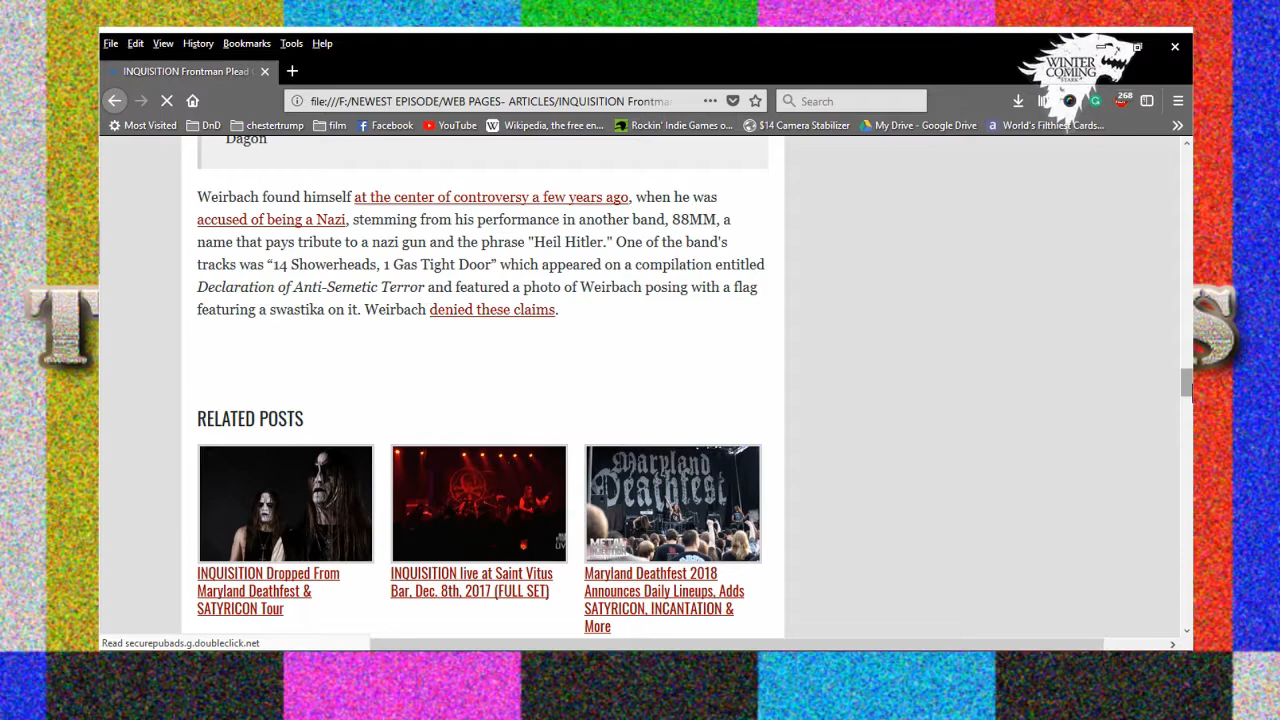 File Edit View History Bookmarks Tools Help
WINTER
COMING
STARK
INQUISITION Frontman Plead
file:///F:/NEWEST EPISODE/WEB PAGES- ARTICLES/INQUISITION Frontma
Search
268
Most Visited DnD chestertrump film Facebook YouTube Wikipedia, the free en... Rockin' Indie Games o... $14 Camera Stabilizer My Drive - Google Drive World's Filthiest Cards...
Dagon
Weirbach found himself at the center of controversy a few years ago, when he was
accused of being a Nazi, stemming from his performance in another band, 88MM, a
name that pays tribute to a nazi gun and the phrase "Heil Hitler." One of the band's
tracks was “14 Showerheads, 1 Gas Tight Door” which appeared on a compilation entitled
Declaration of Anti-Semetic Terror and featured a photo of Weirbach posing with a flag
featuring a swastika on it. Weirbach denied these claims.
RELATED POSTS
Maryland
Deathfest
METAL
INQUISITION Dropped From
Maryland Deathfest &
SATYRICON Tour
INQUISITION live at Saint Vitus
Bar, Dec. 8th, 2017 (FULL SET)
Maryland Deathfest 2018
Announces Daily Lineups, Adds
SATYRICON, INCANTATION &
More
Read securepubads.g.doubleclick.net
T
S